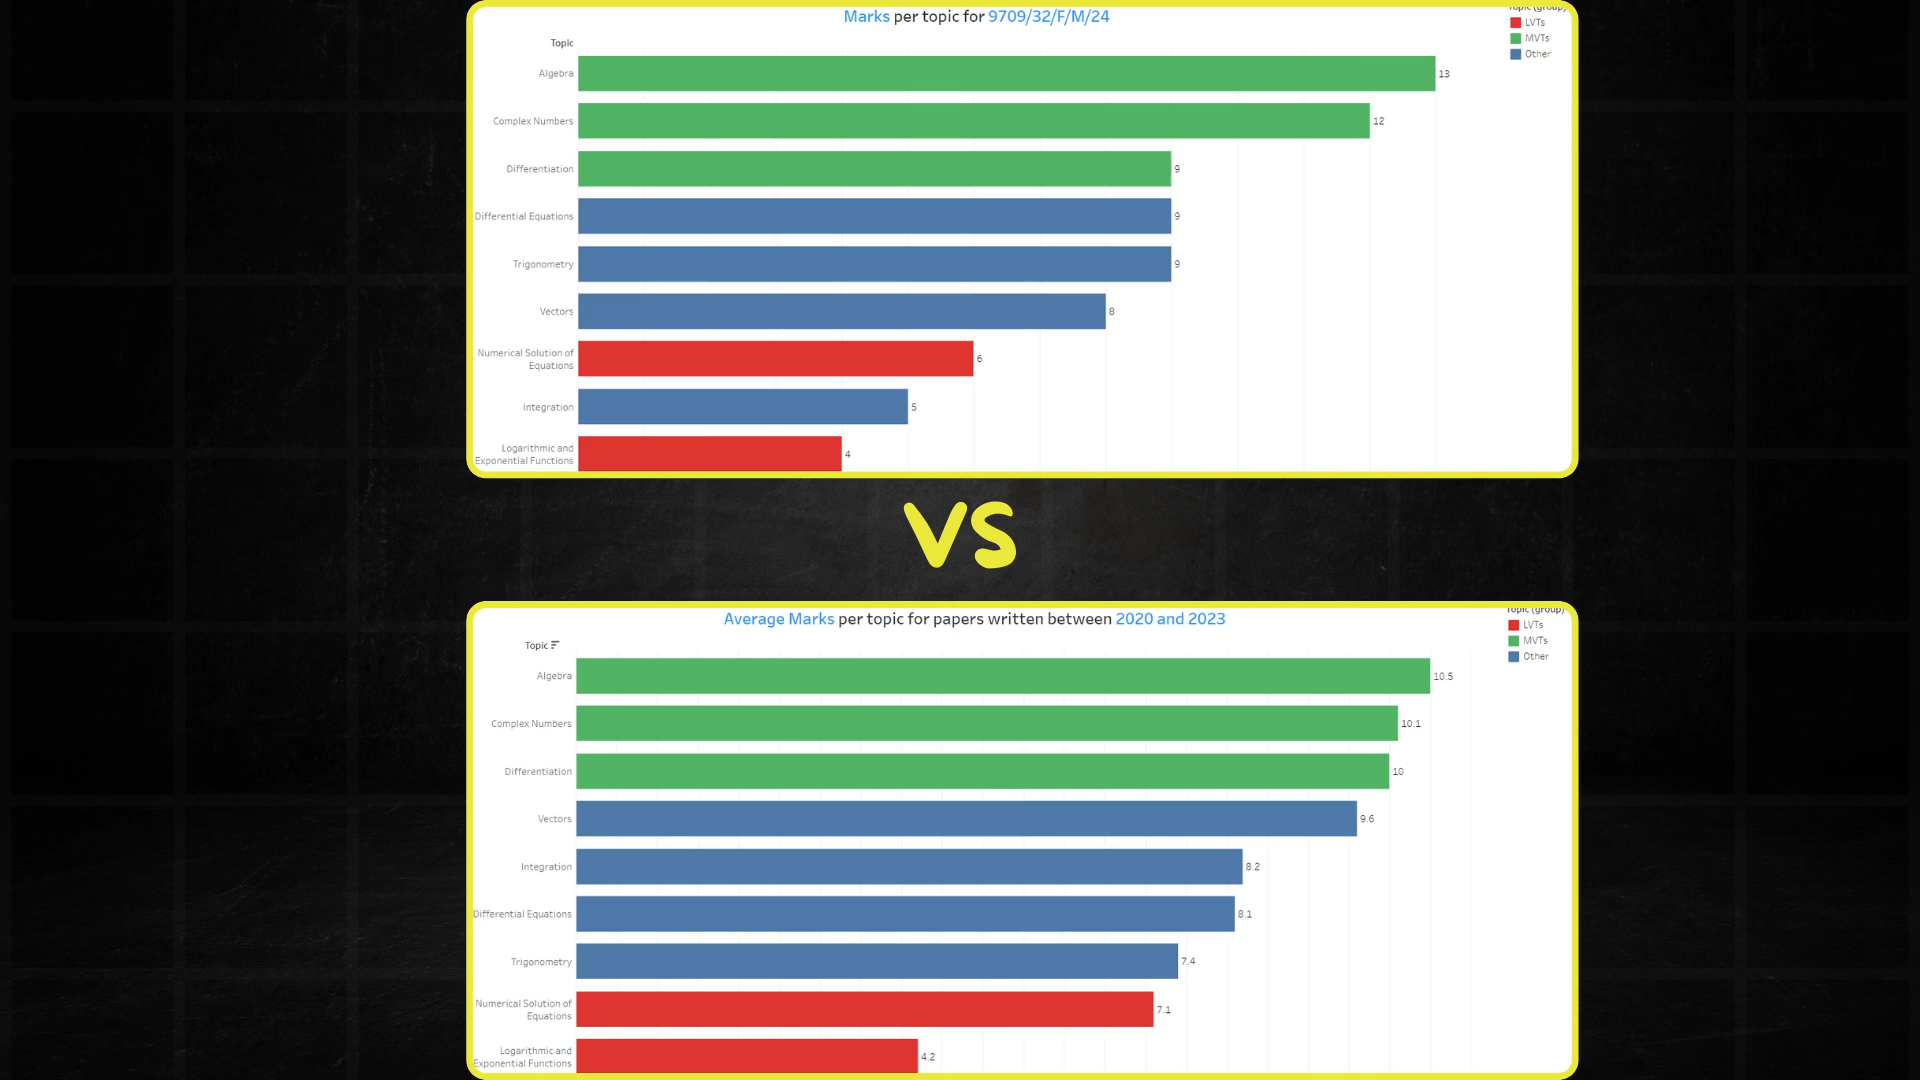 Marks per topic for 9709/32/F/M/24
Topic (group)
LVTs
MVTs
Other
Topic
Algebra
13
Complex Numbers
12
Differentiation
9
Differential Equations
9
Trigonometry
9
Vectors
8
Numerical Solution of
Equations
6
Integration
5
Logarithmic and
Exponential Functions
4
VS
Average Marks per topic for papers written between 2020 and 2023
Topic (group)
LVTs
MVTs
Other
Topic
Algebra
10.5
Complex Numbers
10.1
Differentiation
10
Vectors
9.6
Integration
8.2
Differential Equations
8.1
Trigonometry
7.4
Numerical Solution of
Equations
7.1
Logarithmic and
Exponential Functions
4.2